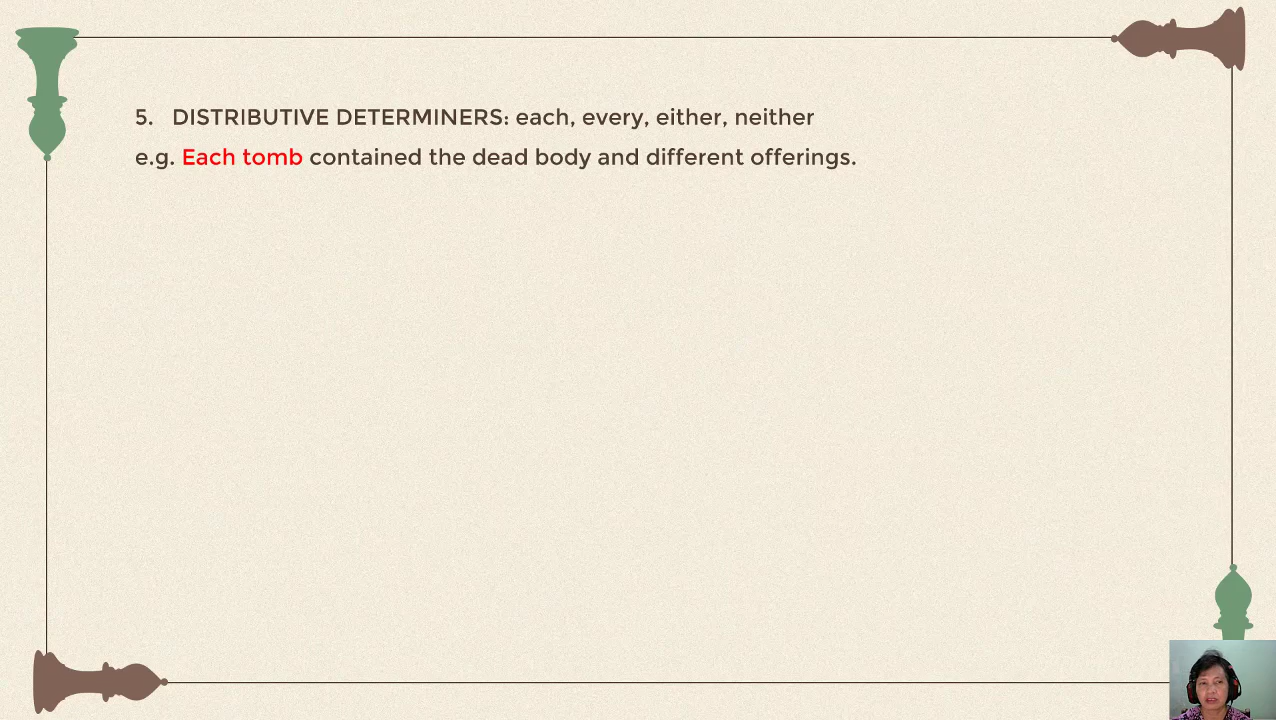 5. DISTRIBUTIVE DETERMINERS: each, every, either, neither
e.g. Each tomb contained the dead body and different offerings.